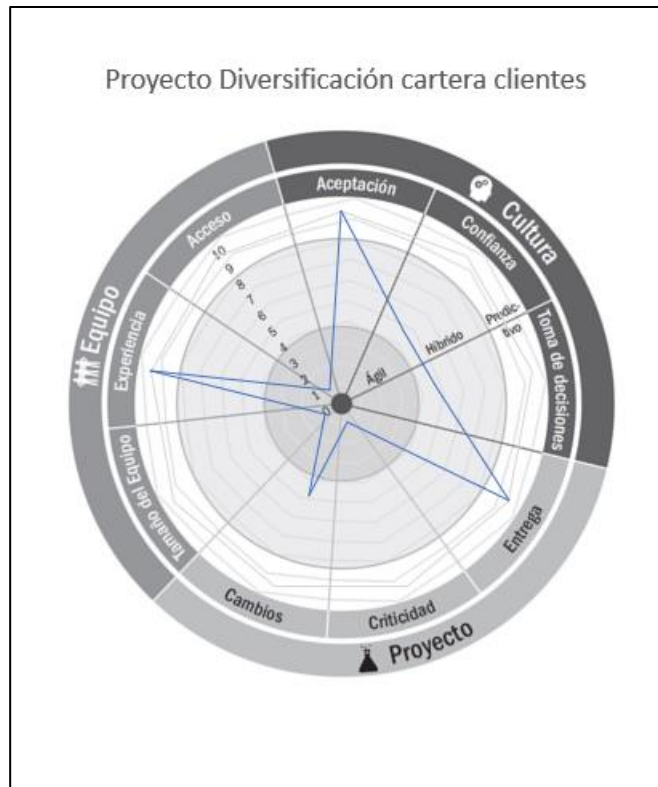 Proyecto Diversificación cartera clientes
Aceptación
Confianza
Toma de decisiones
Cultura
Acceso
Experiencia
Tamaño del Equipo
Equipo
10
9
8
7
6
5
4
3
2
1
0
Ágil
Híbrido
Predic-
tivo
Entrega
Criticidad
Cambios
Proyecto